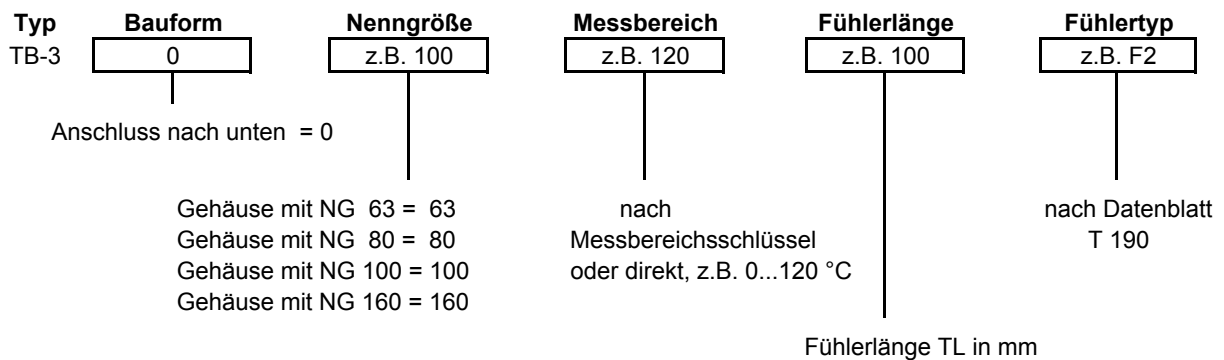 Typ Bauform Nenngröße Messbereich Fühlerlänge Fühlertyp
TB-3 0 z.B. 100 z.B. 120 z.B. 100 z.B. F2
Anschluss nach unten = 0
Gehäuse mit NG 63 = 63 nach nach Datenblatt
Gehäuse mit NG 80 = 80 Messbereichsschlüssel T 190
Gehäuse mit NG 100 = 100 oder direkt, z.B. 0...120 °C
Gehäuse mit NG 160 = 160
Fühlerlänge TL in mm